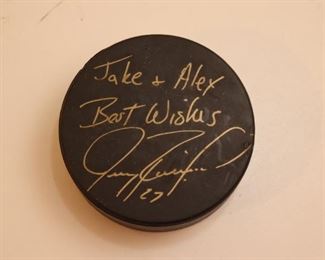 Jake + Alex
Best Wishes
27